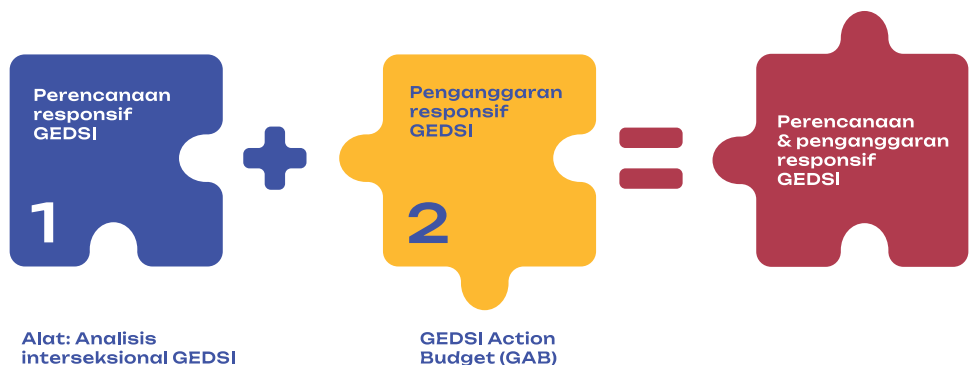 Perencanaan
responsif
GEDSI
1
Alat: Analisis
interseksional GEDSI
+
Penganggaran
responsif
GEDSI
2
GEDSI Action
Budget (GAB)
=
Perencanaan
& penganggaran
responsif
GEDSI